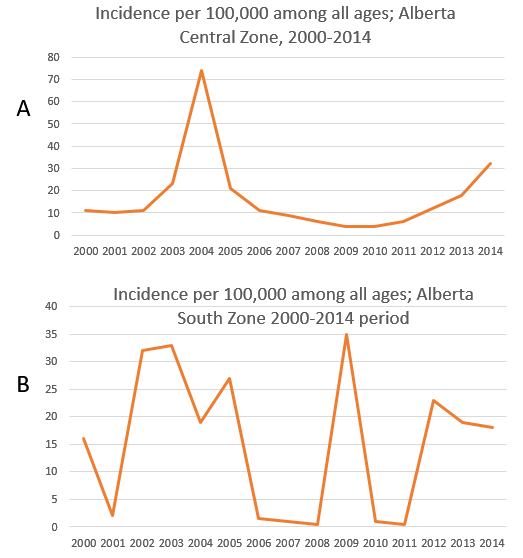 Incidence per 100,000 among all ages; Alberta
Central Zone, 2000-2014
A
80
70
60
50
40
30
20
10
0
2000 2001 2002 2003 2004 2005 2006 2007 2008 2009 2010 2011 2012 2013 2014
Incidence per 100,000 among all ages; Alberta
South Zone 2000-2014 period
B
40
35
30
25
20
15
10
5
0
2000 2001 2002 2003 2004 2005 2006 2007 2008 2009 2010 2011 2012 2013 2014